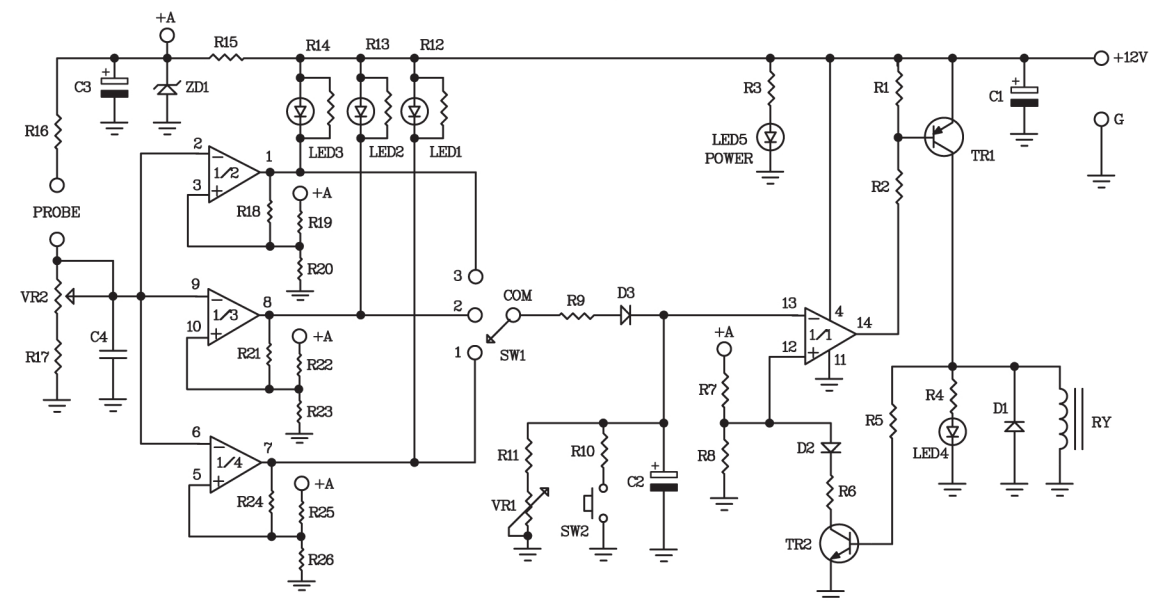 +A
R15
R14
R13
R12
+12V
C3
+
ZD1
R3
R1
C1
+
R16
LED5
POWER
G
TR1
LED3
LED2
LED1
2
−
1/2
1
3
+
+A
R2
PROBE
R18
R19
R20
3
VR2
9
−
1/3
8
10
+
2
COM
R9
D3
13
−
4
1/1
14
12
+
11
C4
R17
R21
+A
R22
1
SW1
+A
R23
R7
R5
R4
D1
RY
6
−
1/4
7
5
+
R11
R10
C2
+
R8
D2
LED4
R24
+A
R25
VR1
SW2
R6
R26
TR2